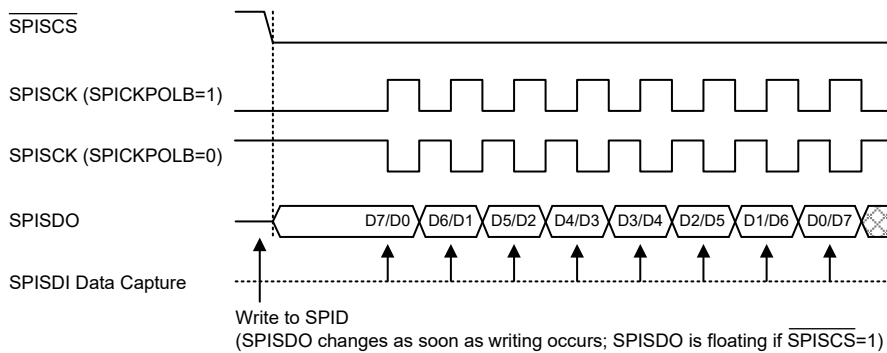 SPISCS
SPISCK (SPICKPOLB=1)
SPISCK (SPICKPOLB=0)
SPISDO D7/D0 D6/D1 D5/D2 D4/D3 D3/D4 D2/D5 D1/D6 D0/D7
SPISDI Data Capture
Write to SPID
(SPISDO changes as soon as writing occurs; SPISDO is floating if SPISCS=1)